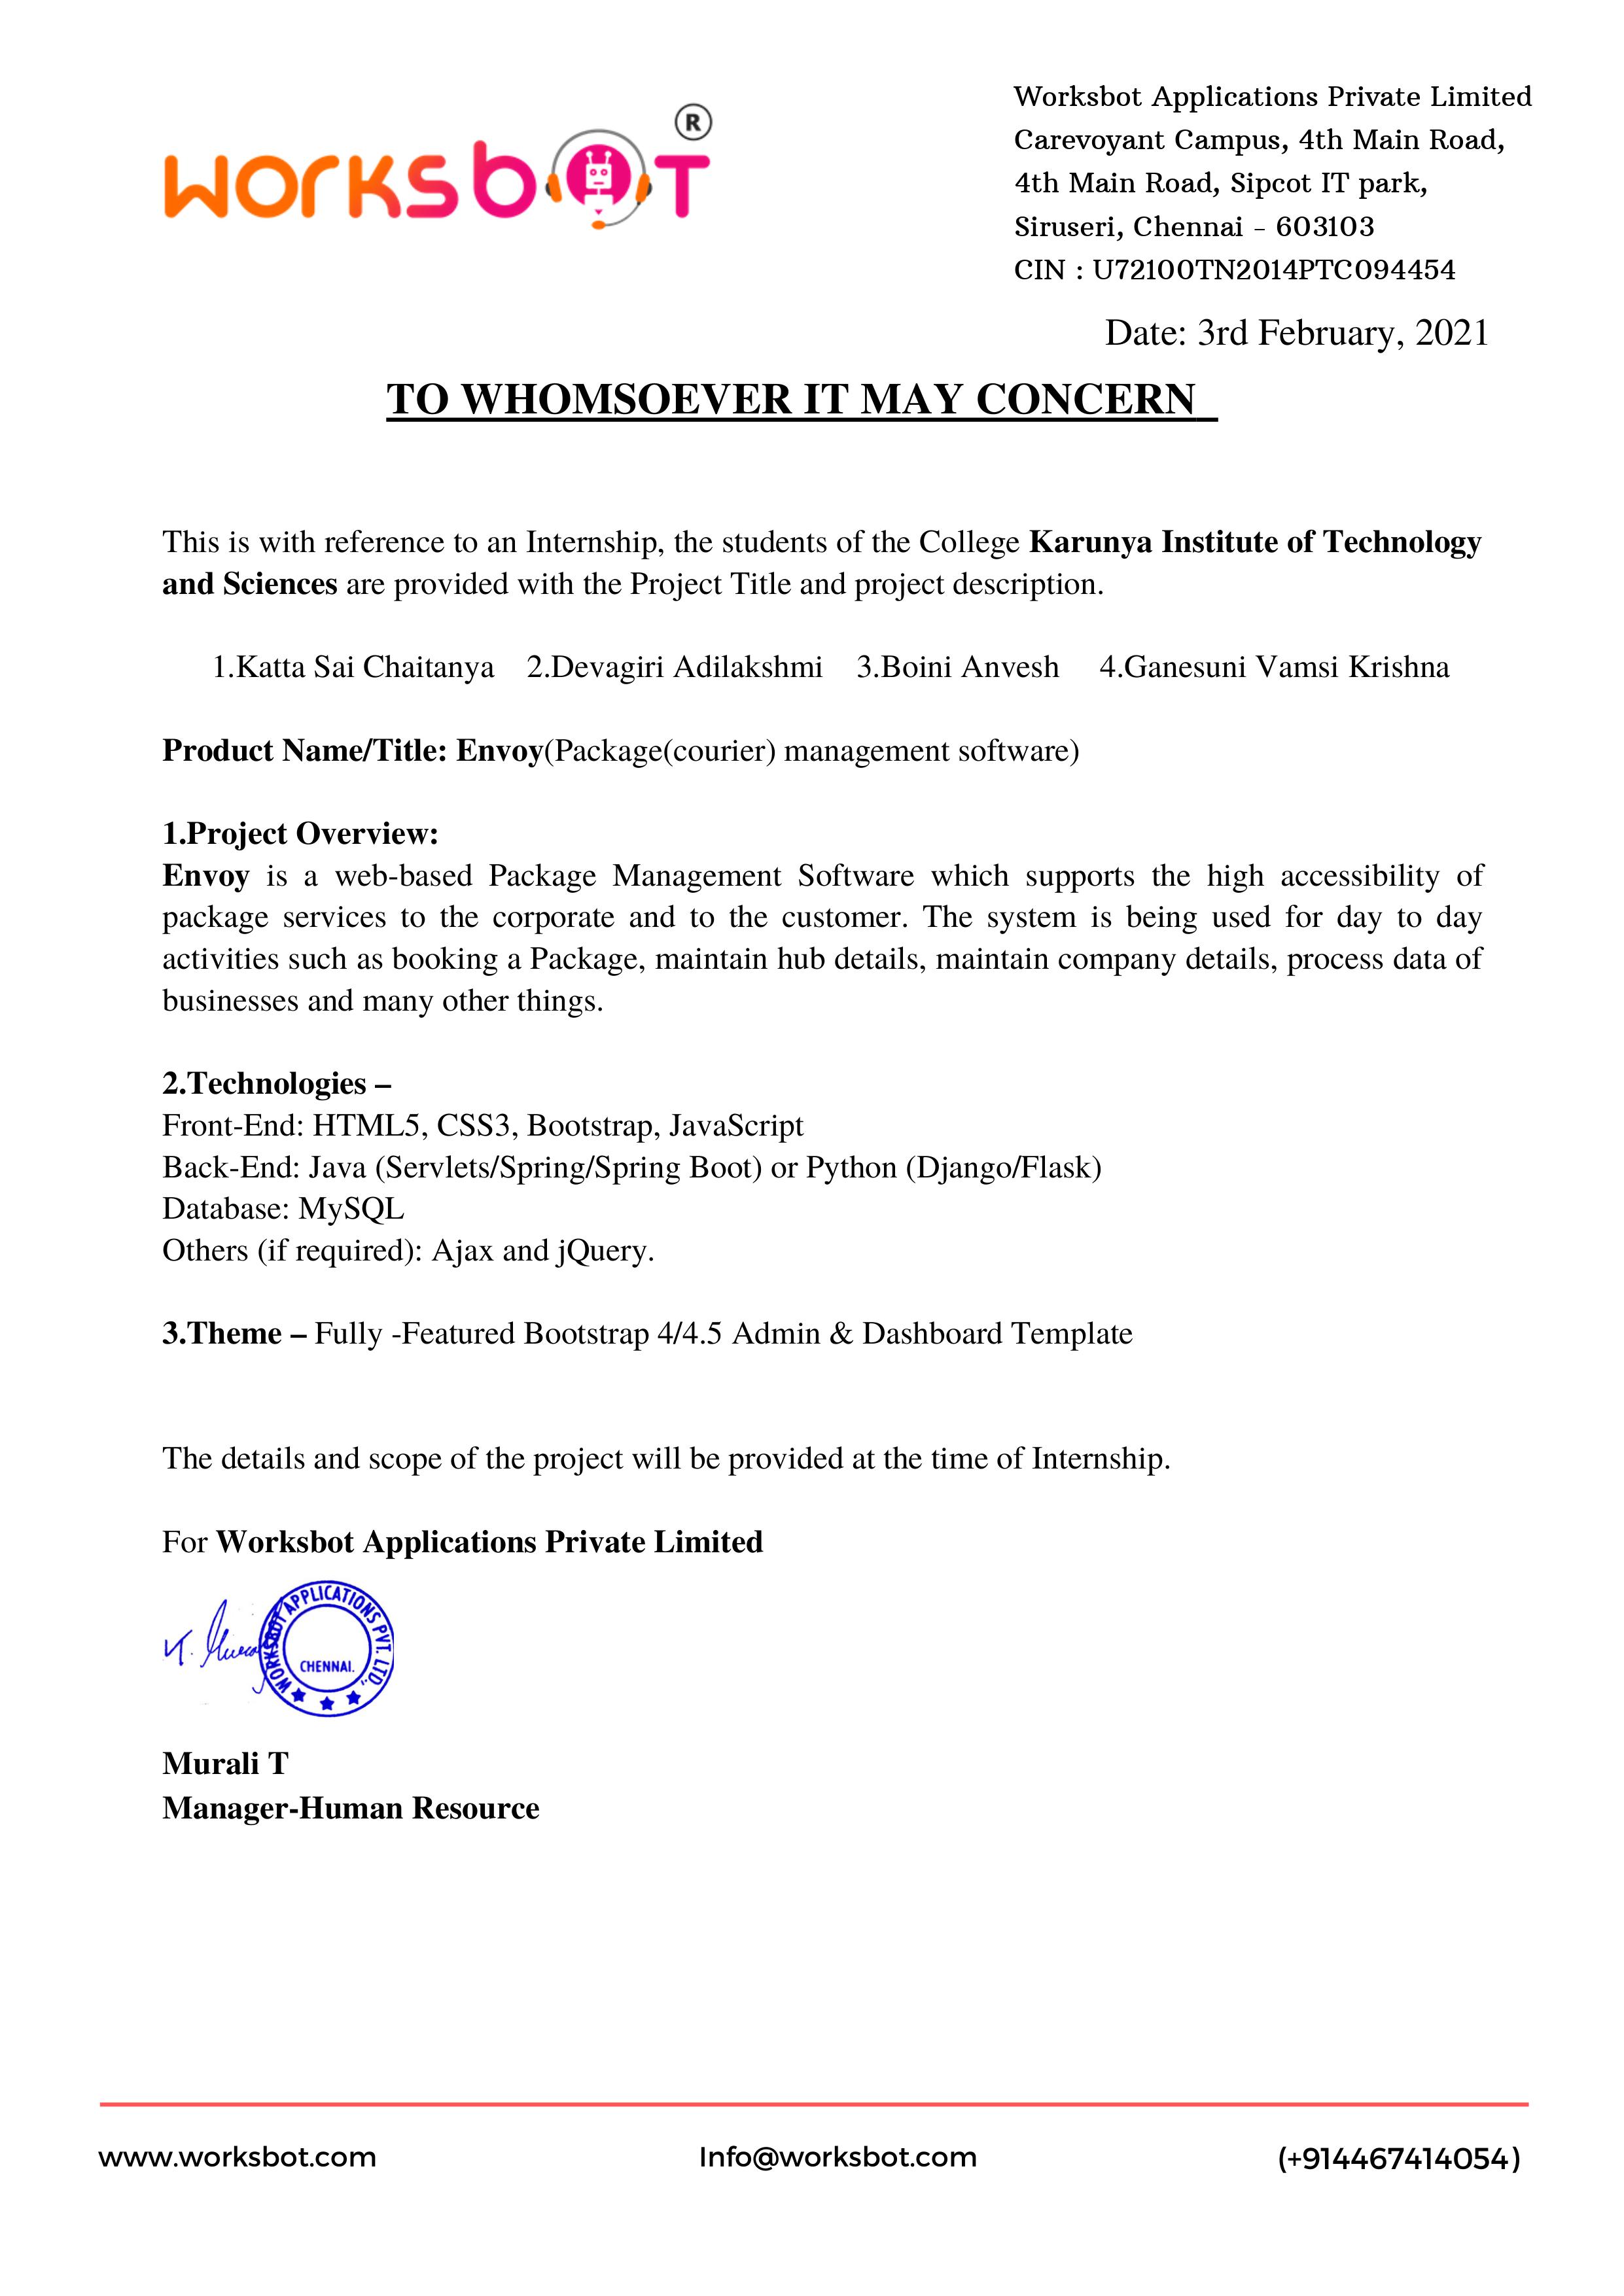 worksbot ®
Worksbot Applications Private Limited
Carevoyant Campus, 4th Main Road,
4th Main Road, Sipcot IT park,
Siruseri, Chennai - 603103
CIN : U72100TN2014PTC094454
Date: 3rd February, 2021
TO WHOMSOEVER IT MAY CONCERN
This is with reference to an Internship, the students of the College Karunya Institute of Technology
and Sciences are provided with the Project Title and project description.
1.Katta Sai Chaitanya 2.Devagiri Adilakshmi 3.Boini Anvesh 4.Ganesuni Vamsi Krishna
Product Name/Title: Envoy(Package(courier) management software)
1.Project Overview:
Envoy is a web-based Package Management Software which supports the high accessibility of
package services to the corporate and to the customer. The system is being used for day to day
activities such as booking a Package, maintain hub details, maintain company details, process data of
businesses and many other things.
2.Technologies –
Front-End: HTML5, CSS3, Bootstrap, JavaScript
Back-End: Java (Servlets/Spring/Spring Boot) or Python (Django/Flask)
Database: MySQL
Others (if required): Ajax and jQuery.
3.Theme – Fully -Featured Bootstrap 4/4.5 Admin & Dashboard Template
The details and scope of the project will be provided at the time of Internship.
For Worksbot Applications Private Limited
WORKSBOT APPLICATIONS PVT. LTD.,
CHENNAI.
Murali T
Manager-Human Resource
www.worksbot.com Info@worksbot.com (+914467414054)